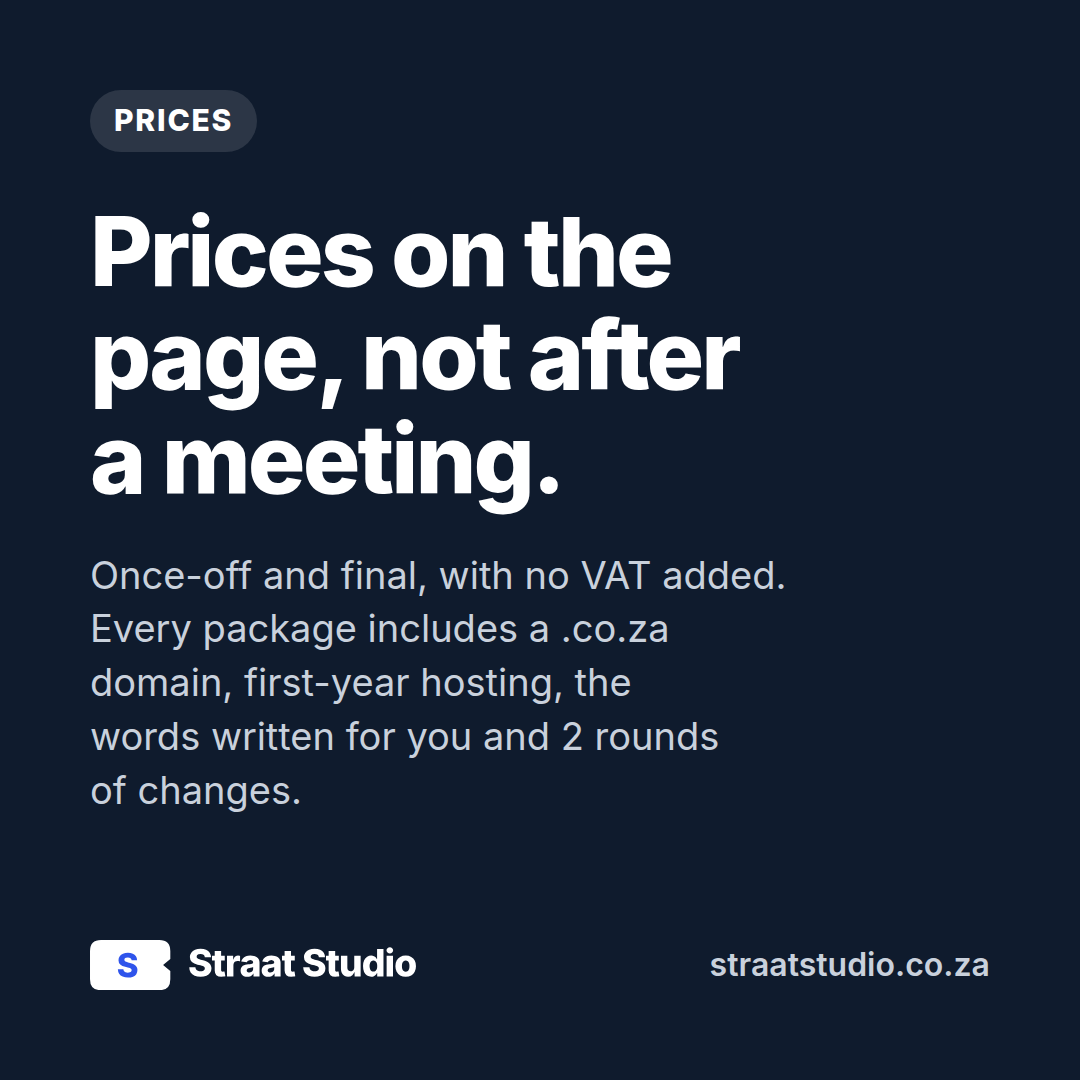 PRICES
Prices on the
page, not after
a meeting.
Once-off and final, with no VAT added.
Every package includes a .co.za
domain, first-year hosting, the
words written for you and 2 rounds
of changes.
S Straat Studio
straatstudio.co.za